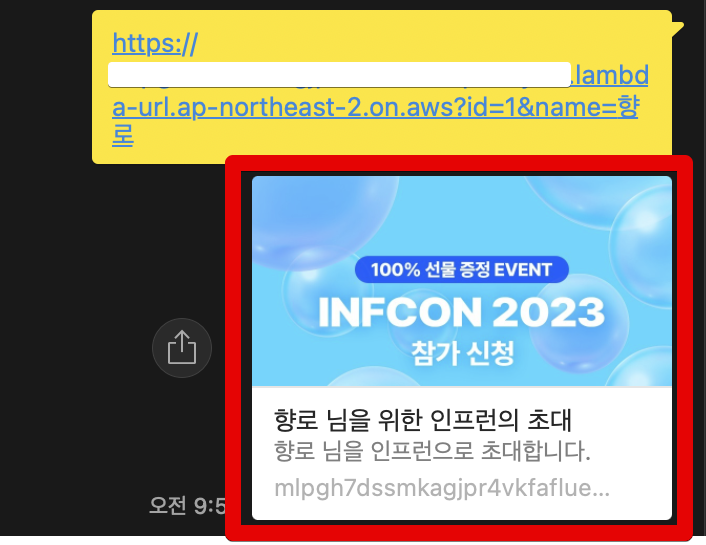 https://
.lambd
a-url.ap-northeast-2.on.aws?id=1&name=향
로
100% 선물 증정 EVENT
INFCON 2023
참가 신청
향로 님을 위한 인프런의 초대
향로 님을 인프런으로 초대합니다.
mlpgh7dssmkagjpr4vkfaflue...
오전 9:5